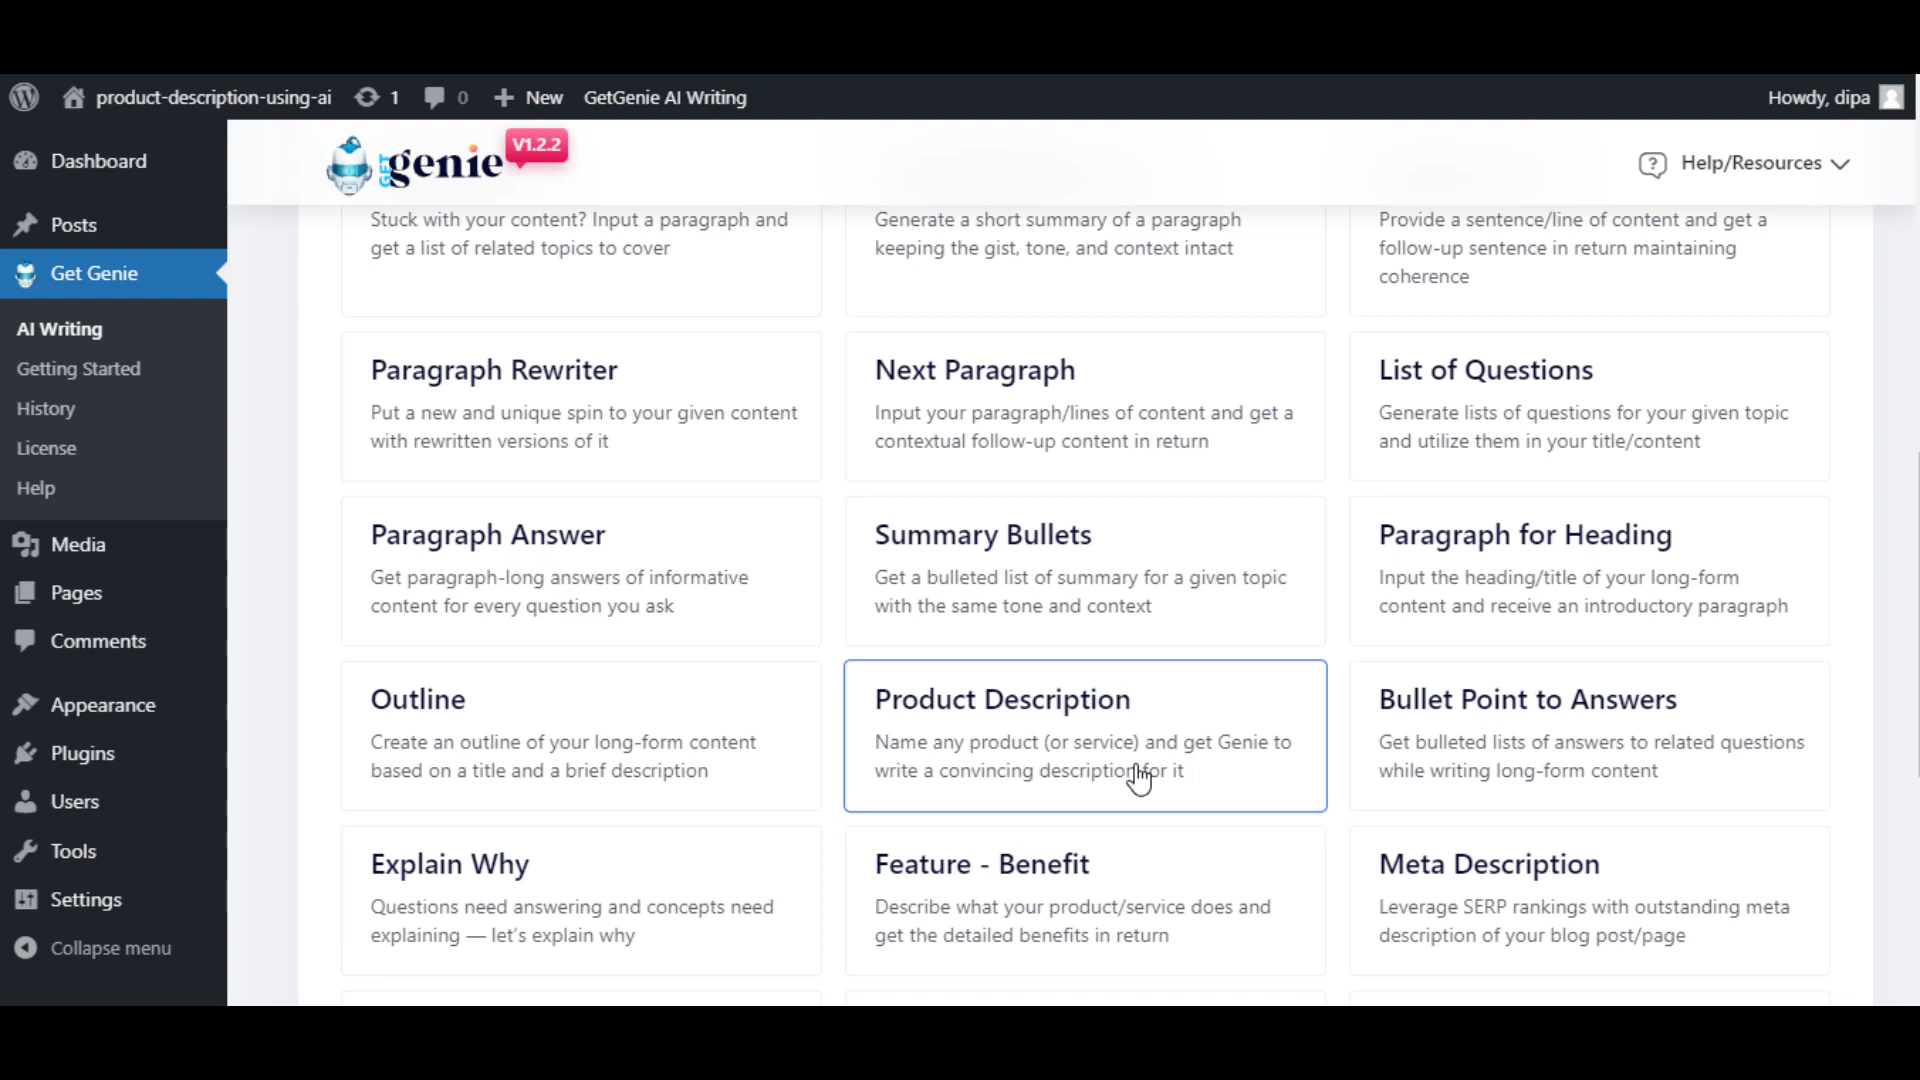 product-description-using-ai
1
0
New
GetGenie AI Writing
Howdy, dipa
Dashboard
Posts
Get Genie
AI Writing
Getting Started
History
License
Help
Media
Pages
Comments
Appearance
Plugins
Users
Tools
Settings
Collapse menu
GET genie
V1.2.2
Help/Resources
Stuck with your content? Input a paragraph and
get a list of related topics to cover
Generate a short summary of a paragraph
keeping the gist, tone, and context intact
Provide a sentence/line of content and get a
follow-up sentence in return maintaining
coherence
Paragraph Rewriter
Put a new and unique spin to your given content
with rewritten versions of it
Next Paragraph
Input your paragraph/lines of content and get a
contextual follow-up content in return
List of Questions
Generate lists of questions for your given topic
and utilize them in your title/content
Paragraph Answer
Get paragraph-long answers of informative
content for every question you ask
Summary Bullets
Get a bulleted list of summary for a given topic
with the same tone and context
Paragraph for Heading
Input the heading/title of your long-form
content and receive an introductory paragraph
Outline
Create an outline of your long-form content
based on a title and a brief description
Product Description
Name any product (or service) and get Genie to
write a convincing description for it
Bullet Point to Answers
Get bulleted lists of answers to related questions
while writing long-form content
Explain Why
Questions need answering and concepts need
explaining — let's explain why
Feature - Benefit
Describe what your product/service does and
get the detailed benefits in return
Meta Description
Leverage SERP rankings with outstanding meta
description of your blog post/page